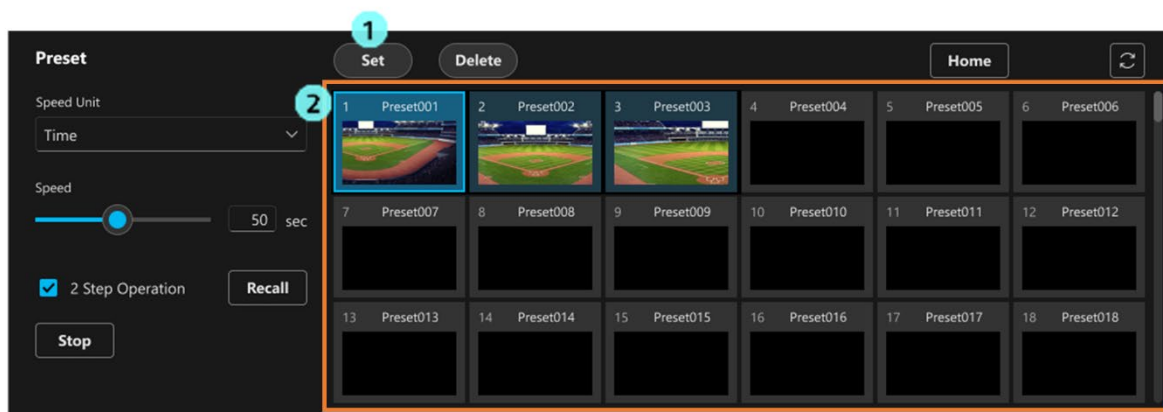 1
Preset
Set
Delete
Home
Speed Unit
Time
Speed
50 sec
2 Step Operation
Recall
Stop
2
1 Preset001
2 Preset002
3 Preset003
4 Preset004
5 Preset005
6 Preset006
7 Preset007
8 Preset008
9 Preset009
10 Preset010
11 Preset011
12 Preset012
13 Preset013
14 Preset014
15 Preset015
16 Preset016
17 Preset017
18 Preset018